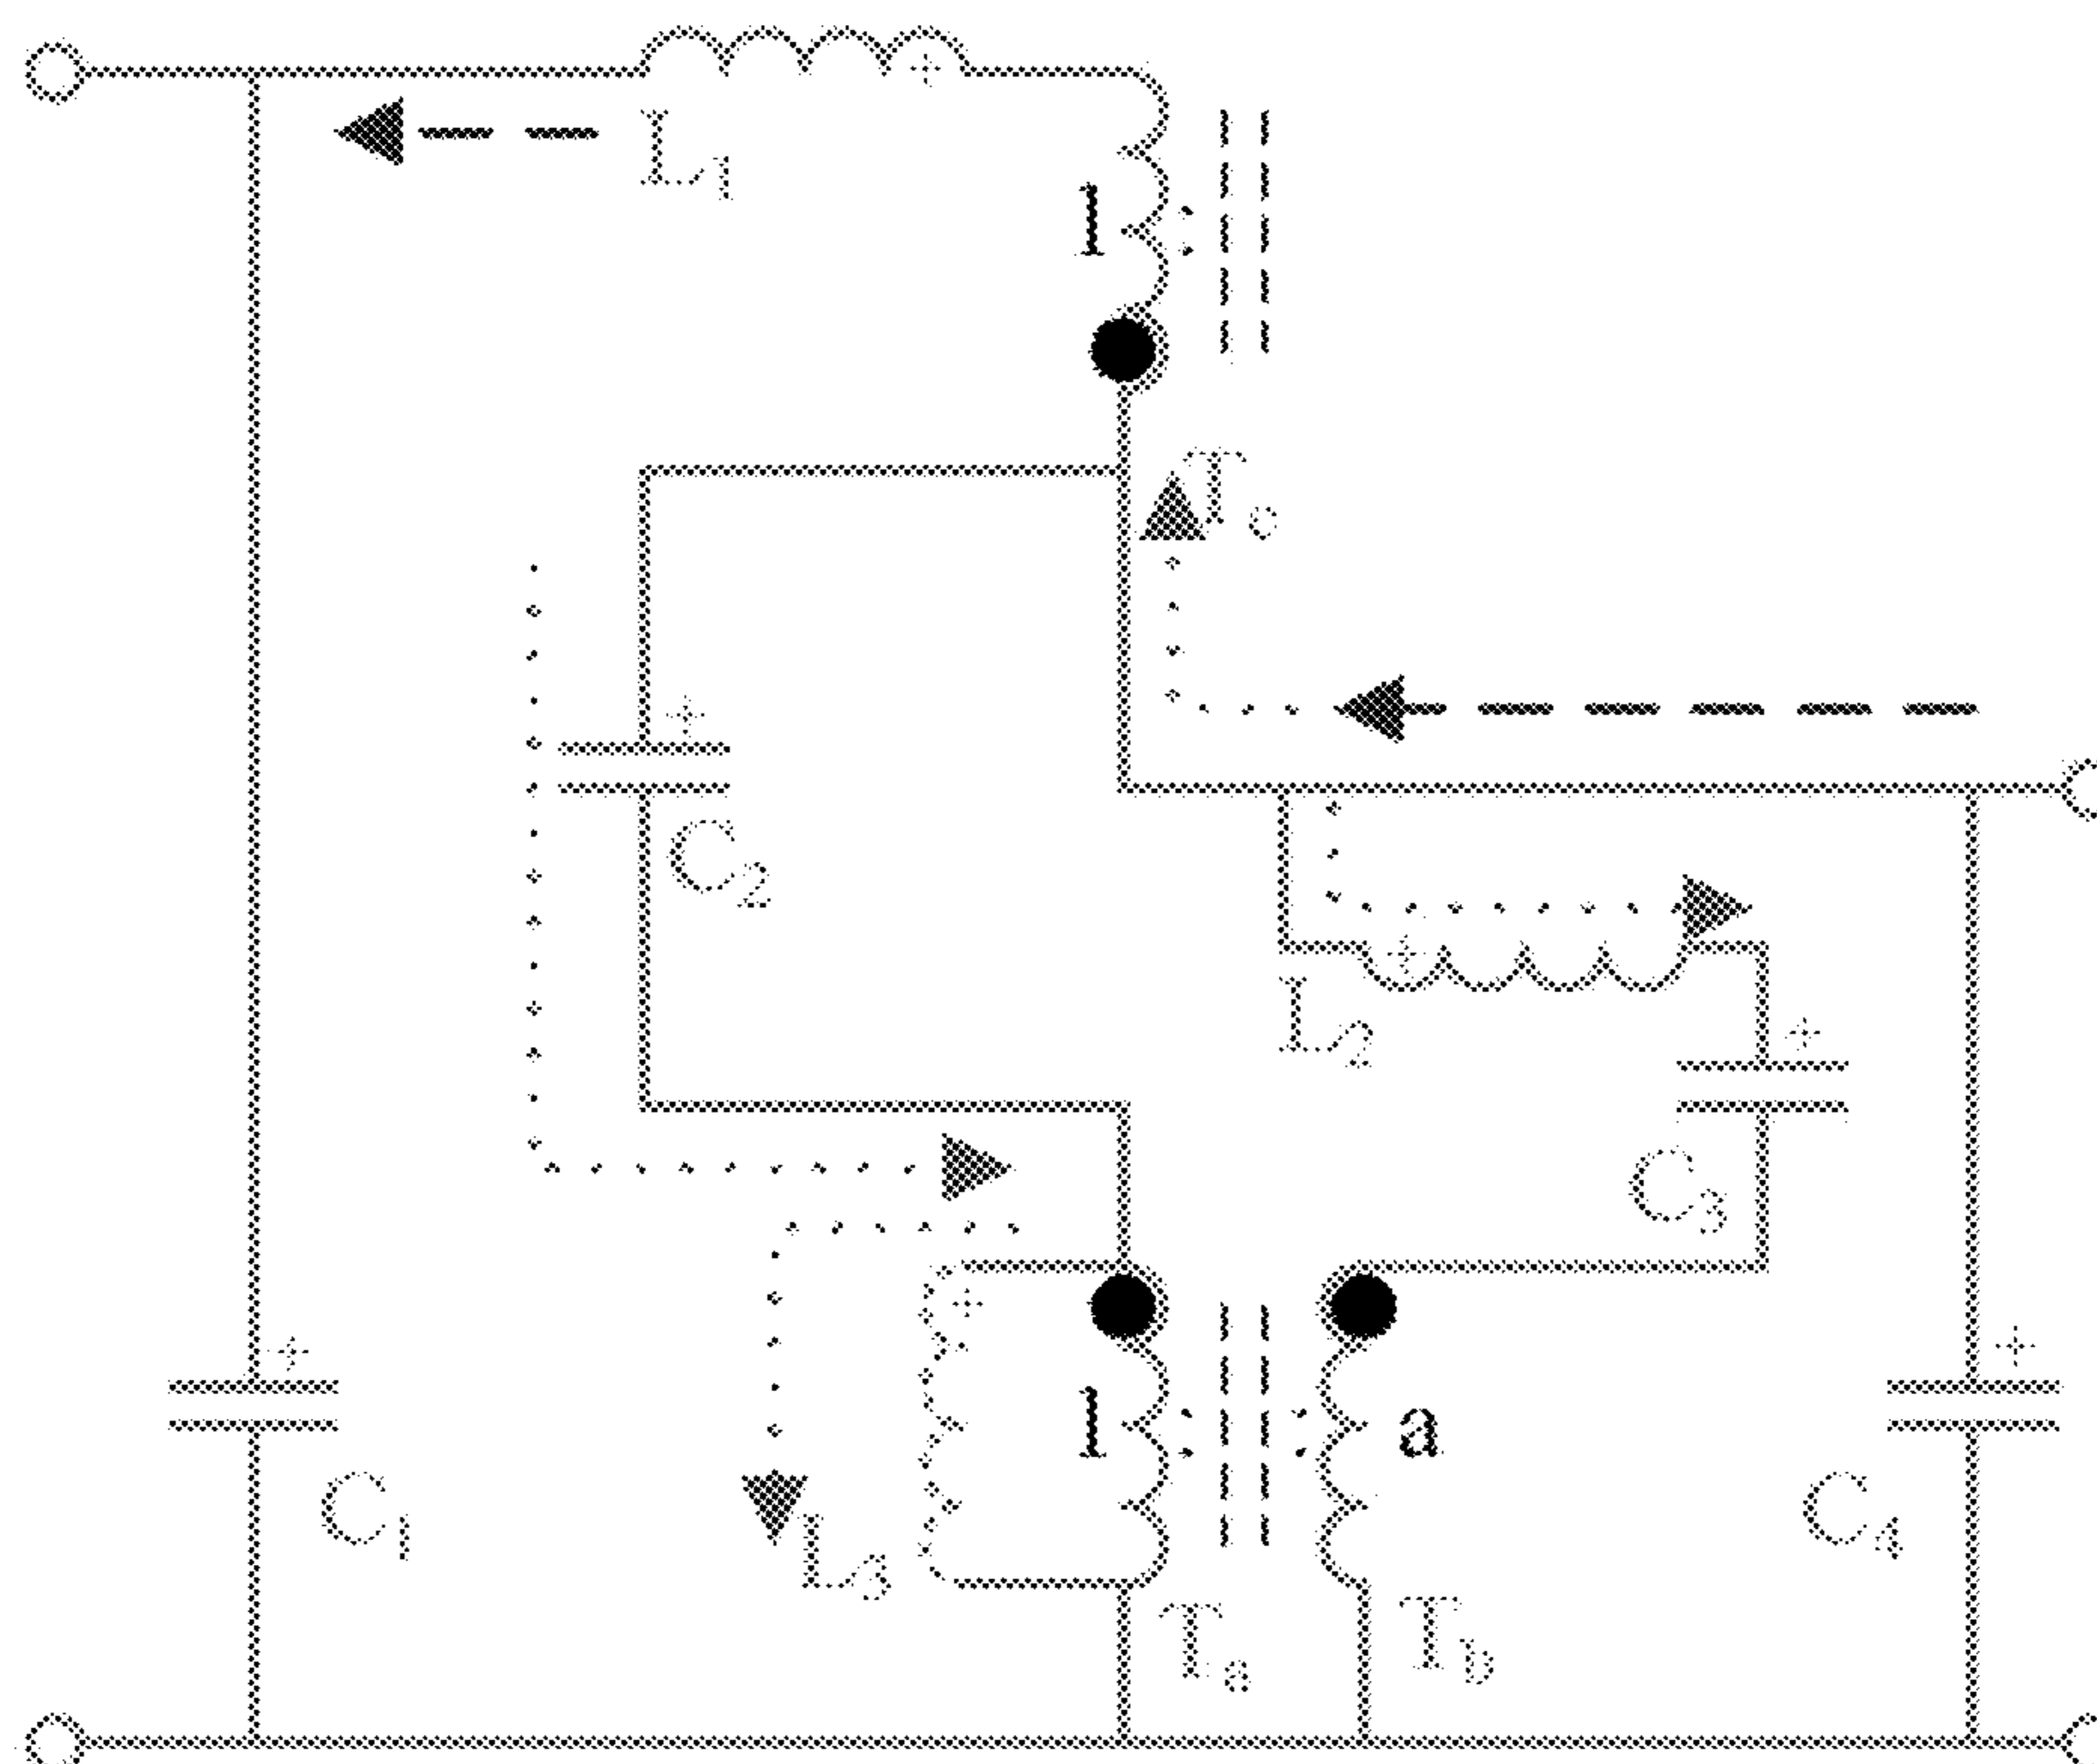 +
L1
1 :
Tc
+
C2
+
L2
+
C3
+
+
+
1 : : a
C1
L3
C4
Ta
Tb